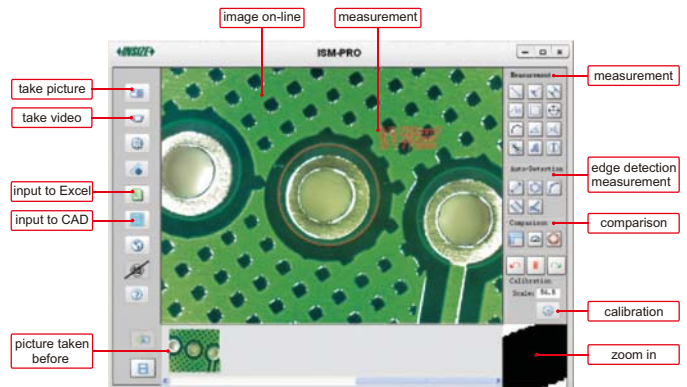 image on-line
measurement
INSIZE
ISM-PRO
take picture
take video
input to Excel
input to CAD
picture taken
before
Measurement
measurement
Auto-Detection
edge detection
measurement
Comparison
comparison
Calibration
Scale:
calibration
zoom in